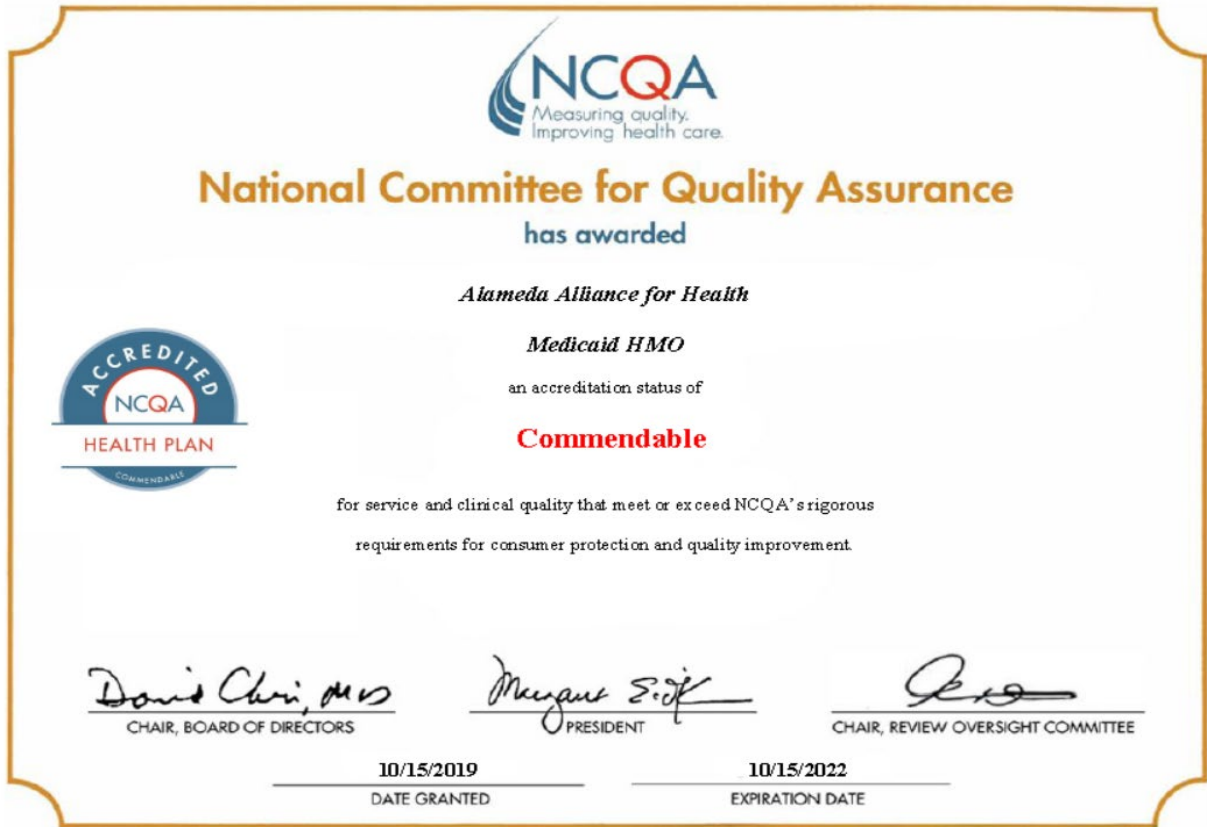 NCQA
Measuring quality.
Improving health care.
National Committee for Quality Assurance
has awarded
Alameda Alliance for Health
Medicaid HMO
an accreditation status of
Commendable
for service and clinical quality that meet or exceed NCQA's rigorous
requirements for consumer protection and quality improvement.
ACCREDITED
NCQA
HEALTH PLAN
COMMENDABLE
CHAIR, BOARD OF DIRECTORS
PRESIDENT
CHAIR, REVIEW OVERSIGHT COMMITTEE
10/15/2019
DATE GRANTED
10/15/2022
EXPIRATION DATE